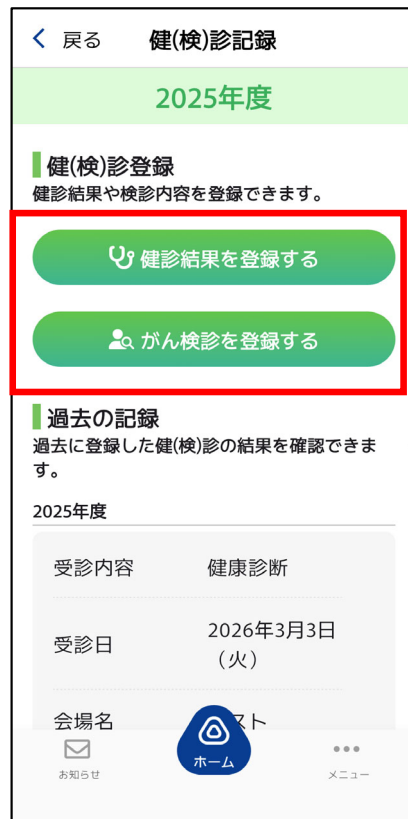 戻る
健(検)診記録
2025年度
健(検)診登録
健診結果や検診内容を登録できます。
健診結果を登録する
がん検診を登録する
過去の記録
過去に登録した健(検)診の結果を確認できま
す。
2025年度
受診内容 健康診断
受診日 2026年3月3日
（火）
会場名
スト
ホーム
お知らせ
メニュー